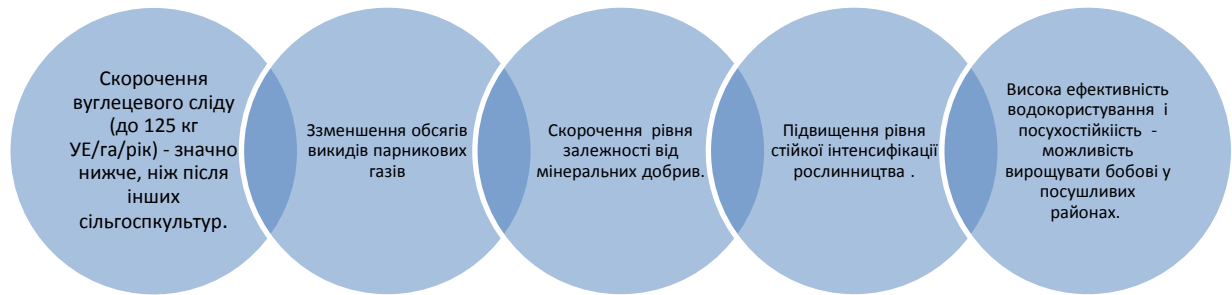 Скорочення
вуглецевого сліду
(до 125 кг
УЕ/га/рік) - значно
нижче, ніж після
інших
сільгоспкультур.
Ззменшення обсягів
викидів парникових
газів
Скорочення рівня
залежності від
мінеральних добрив.
Підвищення рівня
стійкої інтенсифікації
рослинництва .
Висока ефективність
водокористування і
посухостійкіість -
можливість
вирощувати бобові у
посушливих
районах.